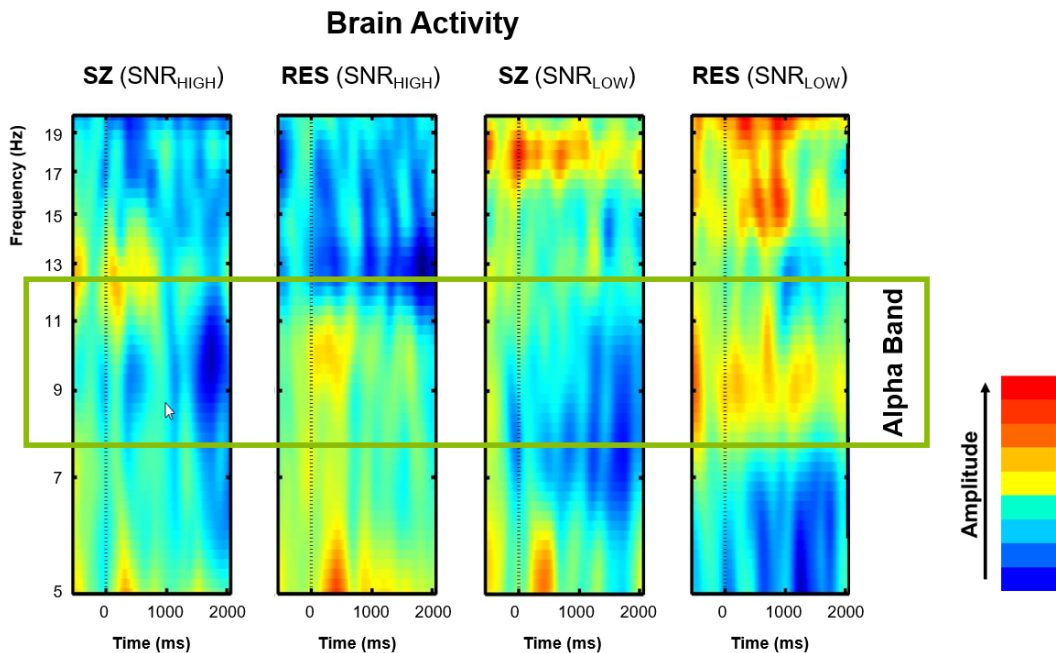 Brain Activity
SZ (SNRHIGH) RES (SNRHIGH) SZ (SNRLOW) RES (SNRLOW)
Frequency (Hz)
19
17
15
13
11
9
7
5
Alpha Band
Amplitude
0 1000 2000 0 1000 2000 0 1000 2000 0 1000 2000
Time (ms) Time (ms) Time (ms) Time (ms)